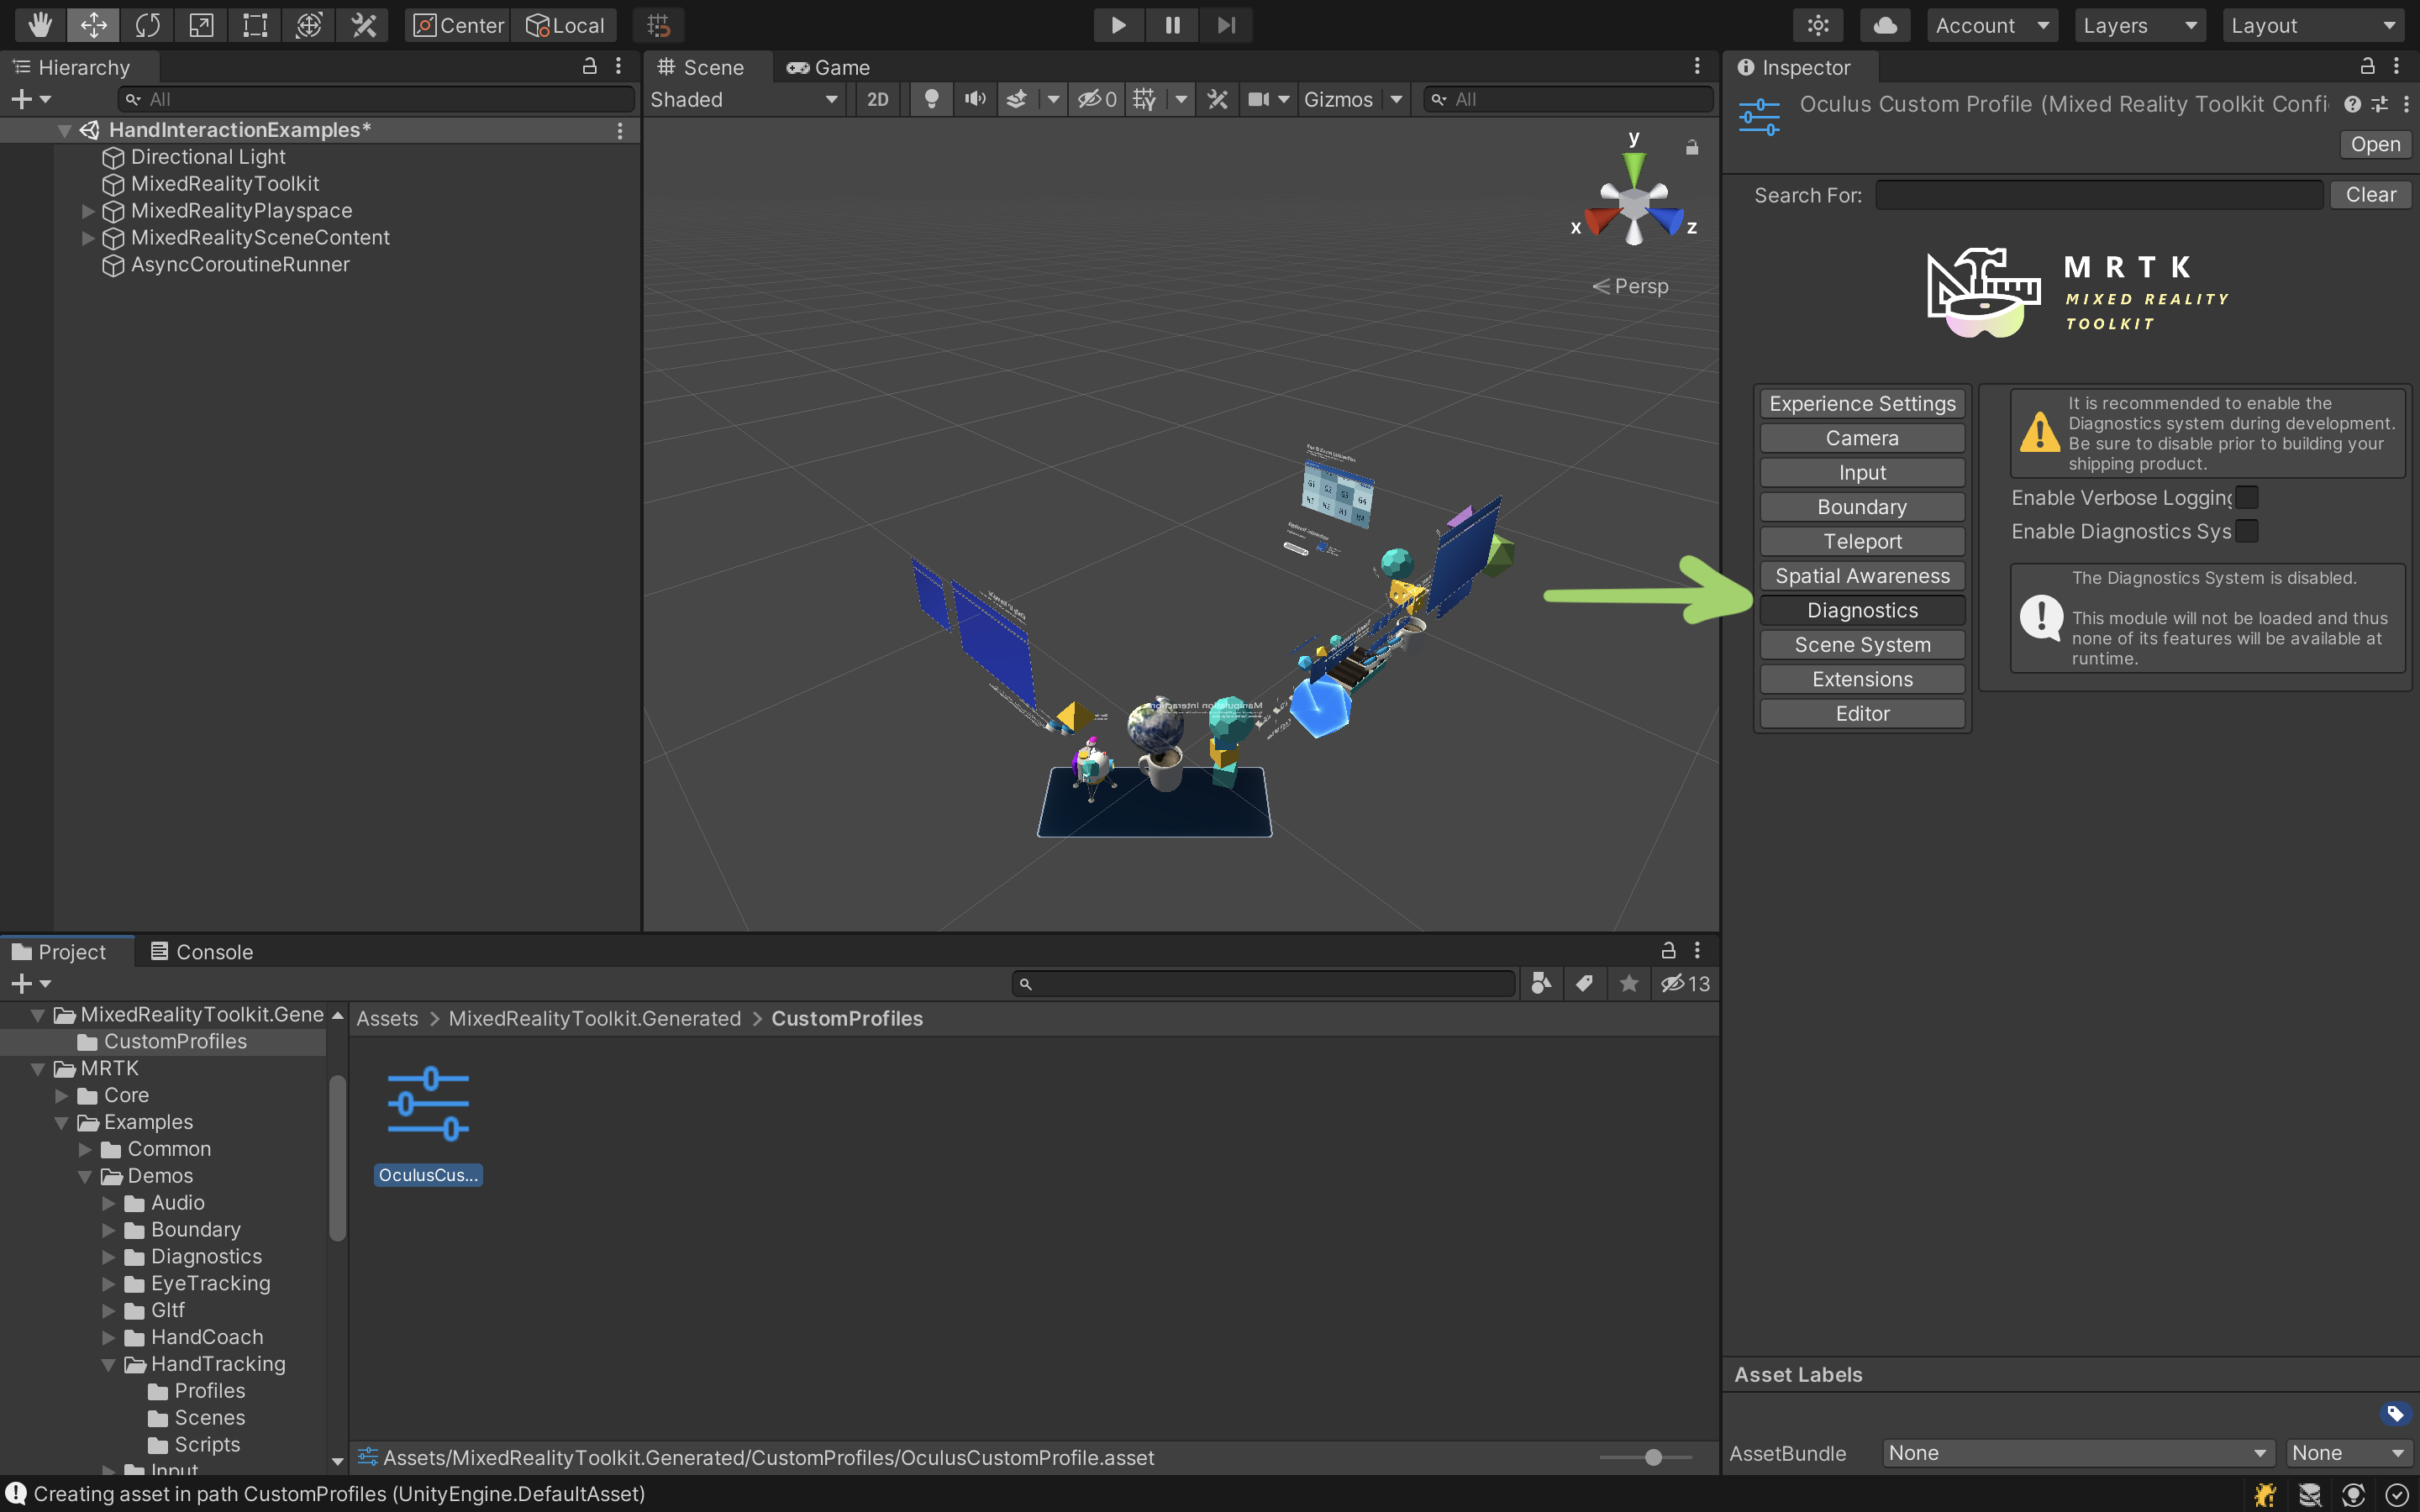 Center
Local
Account
Layers
Layout
Hierarchy
All
HandInteractionExamples*
Directional Light
MixedRealityToolkit
MixedRealityPlayspace
MixedRealitySceneContent
AsyncCoroutineRunner
Scene
Game
Shaded
2D
0
Gizmos
All
y
x
z
Persp
G1 G2 G3 G4
Manipulation Interaction
Inspector
Oculus Custom Profile (Mixed Reality Toolkit Confi
Open
Search For:
Clear
MRTK
MIXED REALITY
TOOLKIT
Experience Settings
Camera
Input
Boundary
Teleport
Spatial Awareness
Diagnostics
Scene System
Extensions
Editor
It is recommended to enable the
Diagnostics system during development.
Be sure to disable prior to building your
shipping product.
Enable Verbose Logging
Enable Diagnostics Sys
The Diagnostics System is disabled.
This module will not be loaded and thus
none of its features will be available at
runtime.
Project
Console
13
MixedRealityToolkit.Gene
CustomProfiles
MRTK
Core
Examples
Common
Demos
Audio
Boundary
Diagnostics
EyeTracking
Gltf
HandCoach
HandTracking
Profiles
Scenes
Scripts
Input
Assets > MixedRealityToolkit.Generated > CustomProfiles
OculusCus...
Assets/MixedRealityToolkit.Generated/CustomProfiles/OculusCustomProfile.asset
Asset Labels
AssetBundle
None
None
Creating asset in path CustomProfiles (UnityEngine.DefaultAsset)